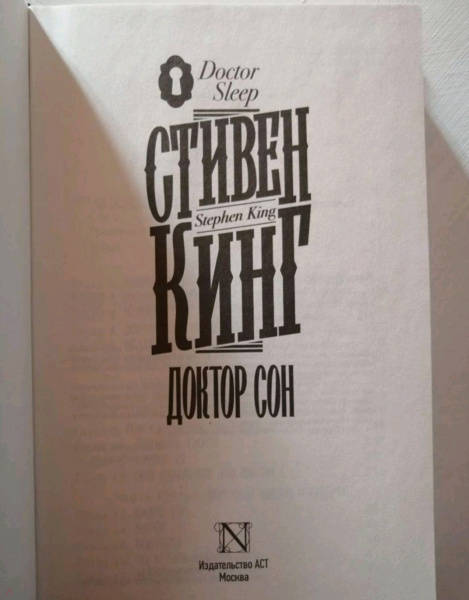 Doctor
Sleep
СТИВЕН
Stephen King
КИНГ
ДОКТОР СОН
N
Издательство АСТ
Москва